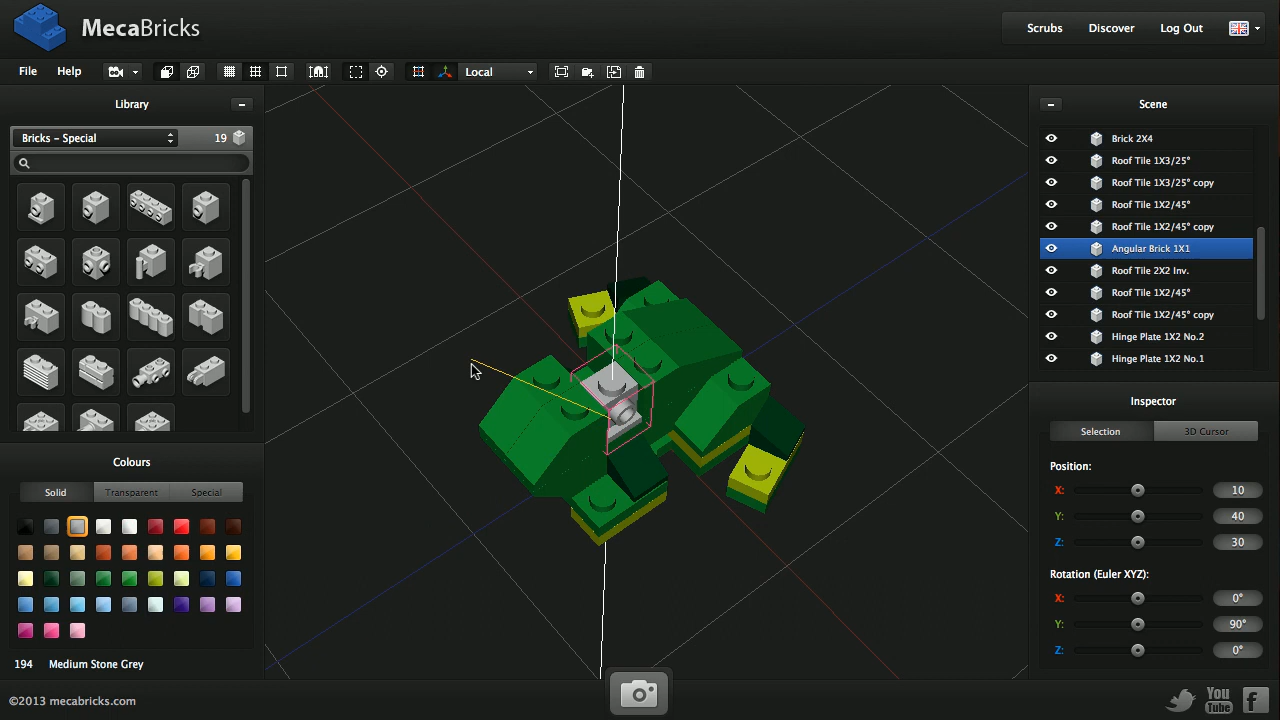 MecaBricks
Scrubs Discover Log Out
File Help Local
Library
Bricks - Special 19
Scene
Brick 2X4
Roof Tile 1X3/25°
Roof Tile 1X3/25° copy
Roof Tile 1X2/45°
Roof Tile 1X2/45° copy
Angular Brick 1X1
Roof Tile 2X2 Inv.
Roof Tile 1X2/45°
Roof Tile 1X2/45° copy
Hinge Plate 1X2 No.2
Hinge Plate 1X2 No.1
Colours
Solid Transparent Special
194 Medium Stone Grey
Inspector
Selection 3D Cursor
Position:
X: 10
Y: 40
Z: 30
Rotation (Euler XYZ):
X: 0°
Y: 90°
Z: 0°
©2013 mecabricks.com
You
Tube
f